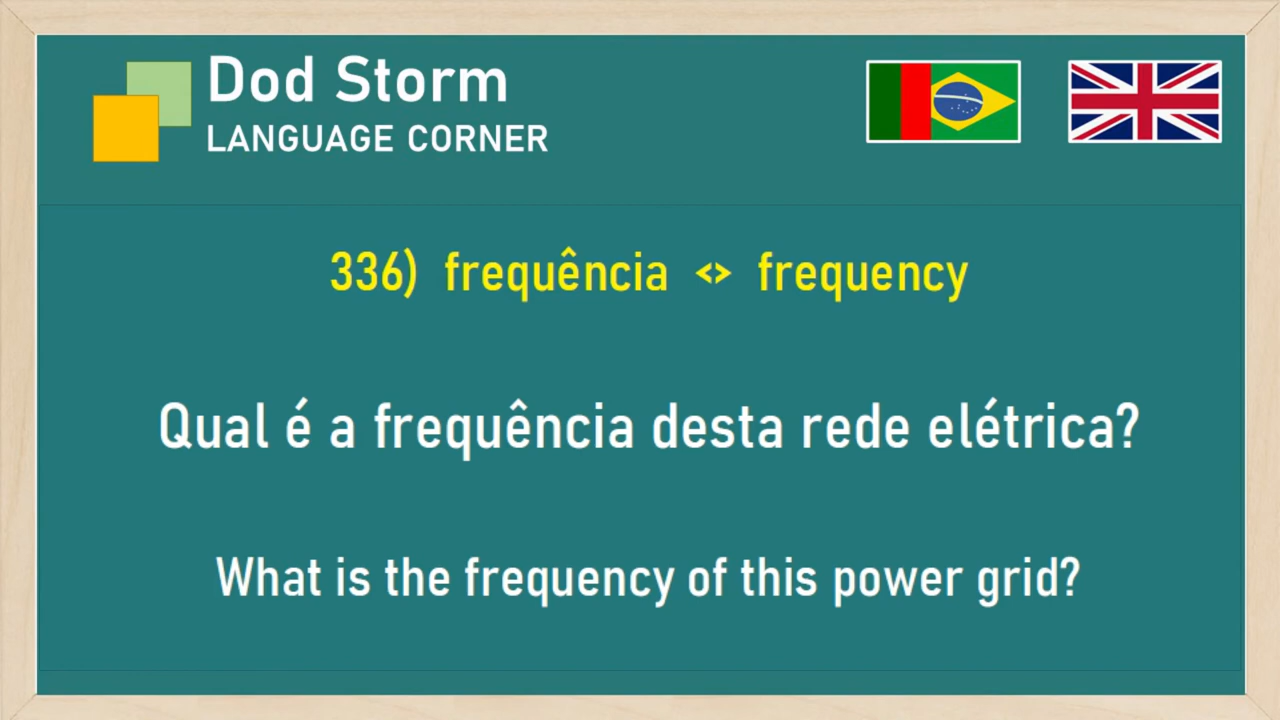 Dod Storm
LANGUAGE CORNER
336) frequência <> frequency
Qual é a frequência desta rede elétrica?
What is the frequency of this power grid?